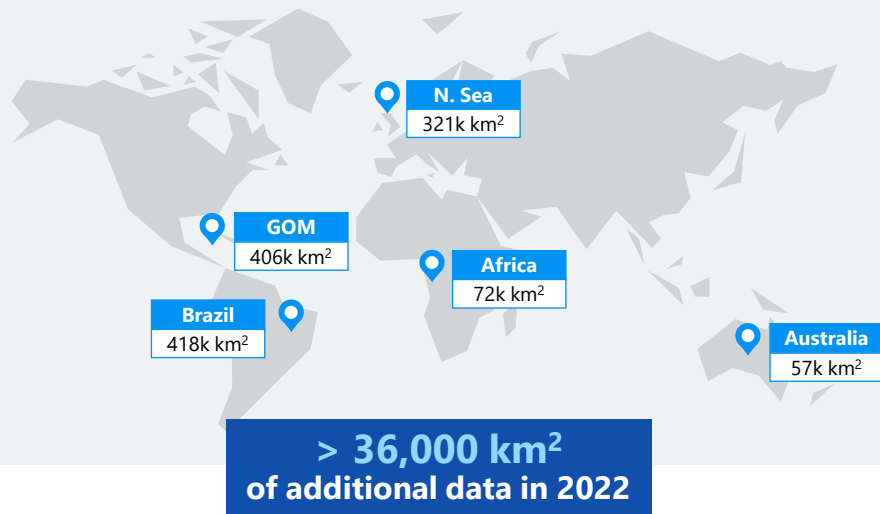 N. Sea
321k km²
GOM
406k km²
Africa
72k km²
Brazil
418k km²
Australia
57k km²
> 36,000 km²
of additional data in 2022